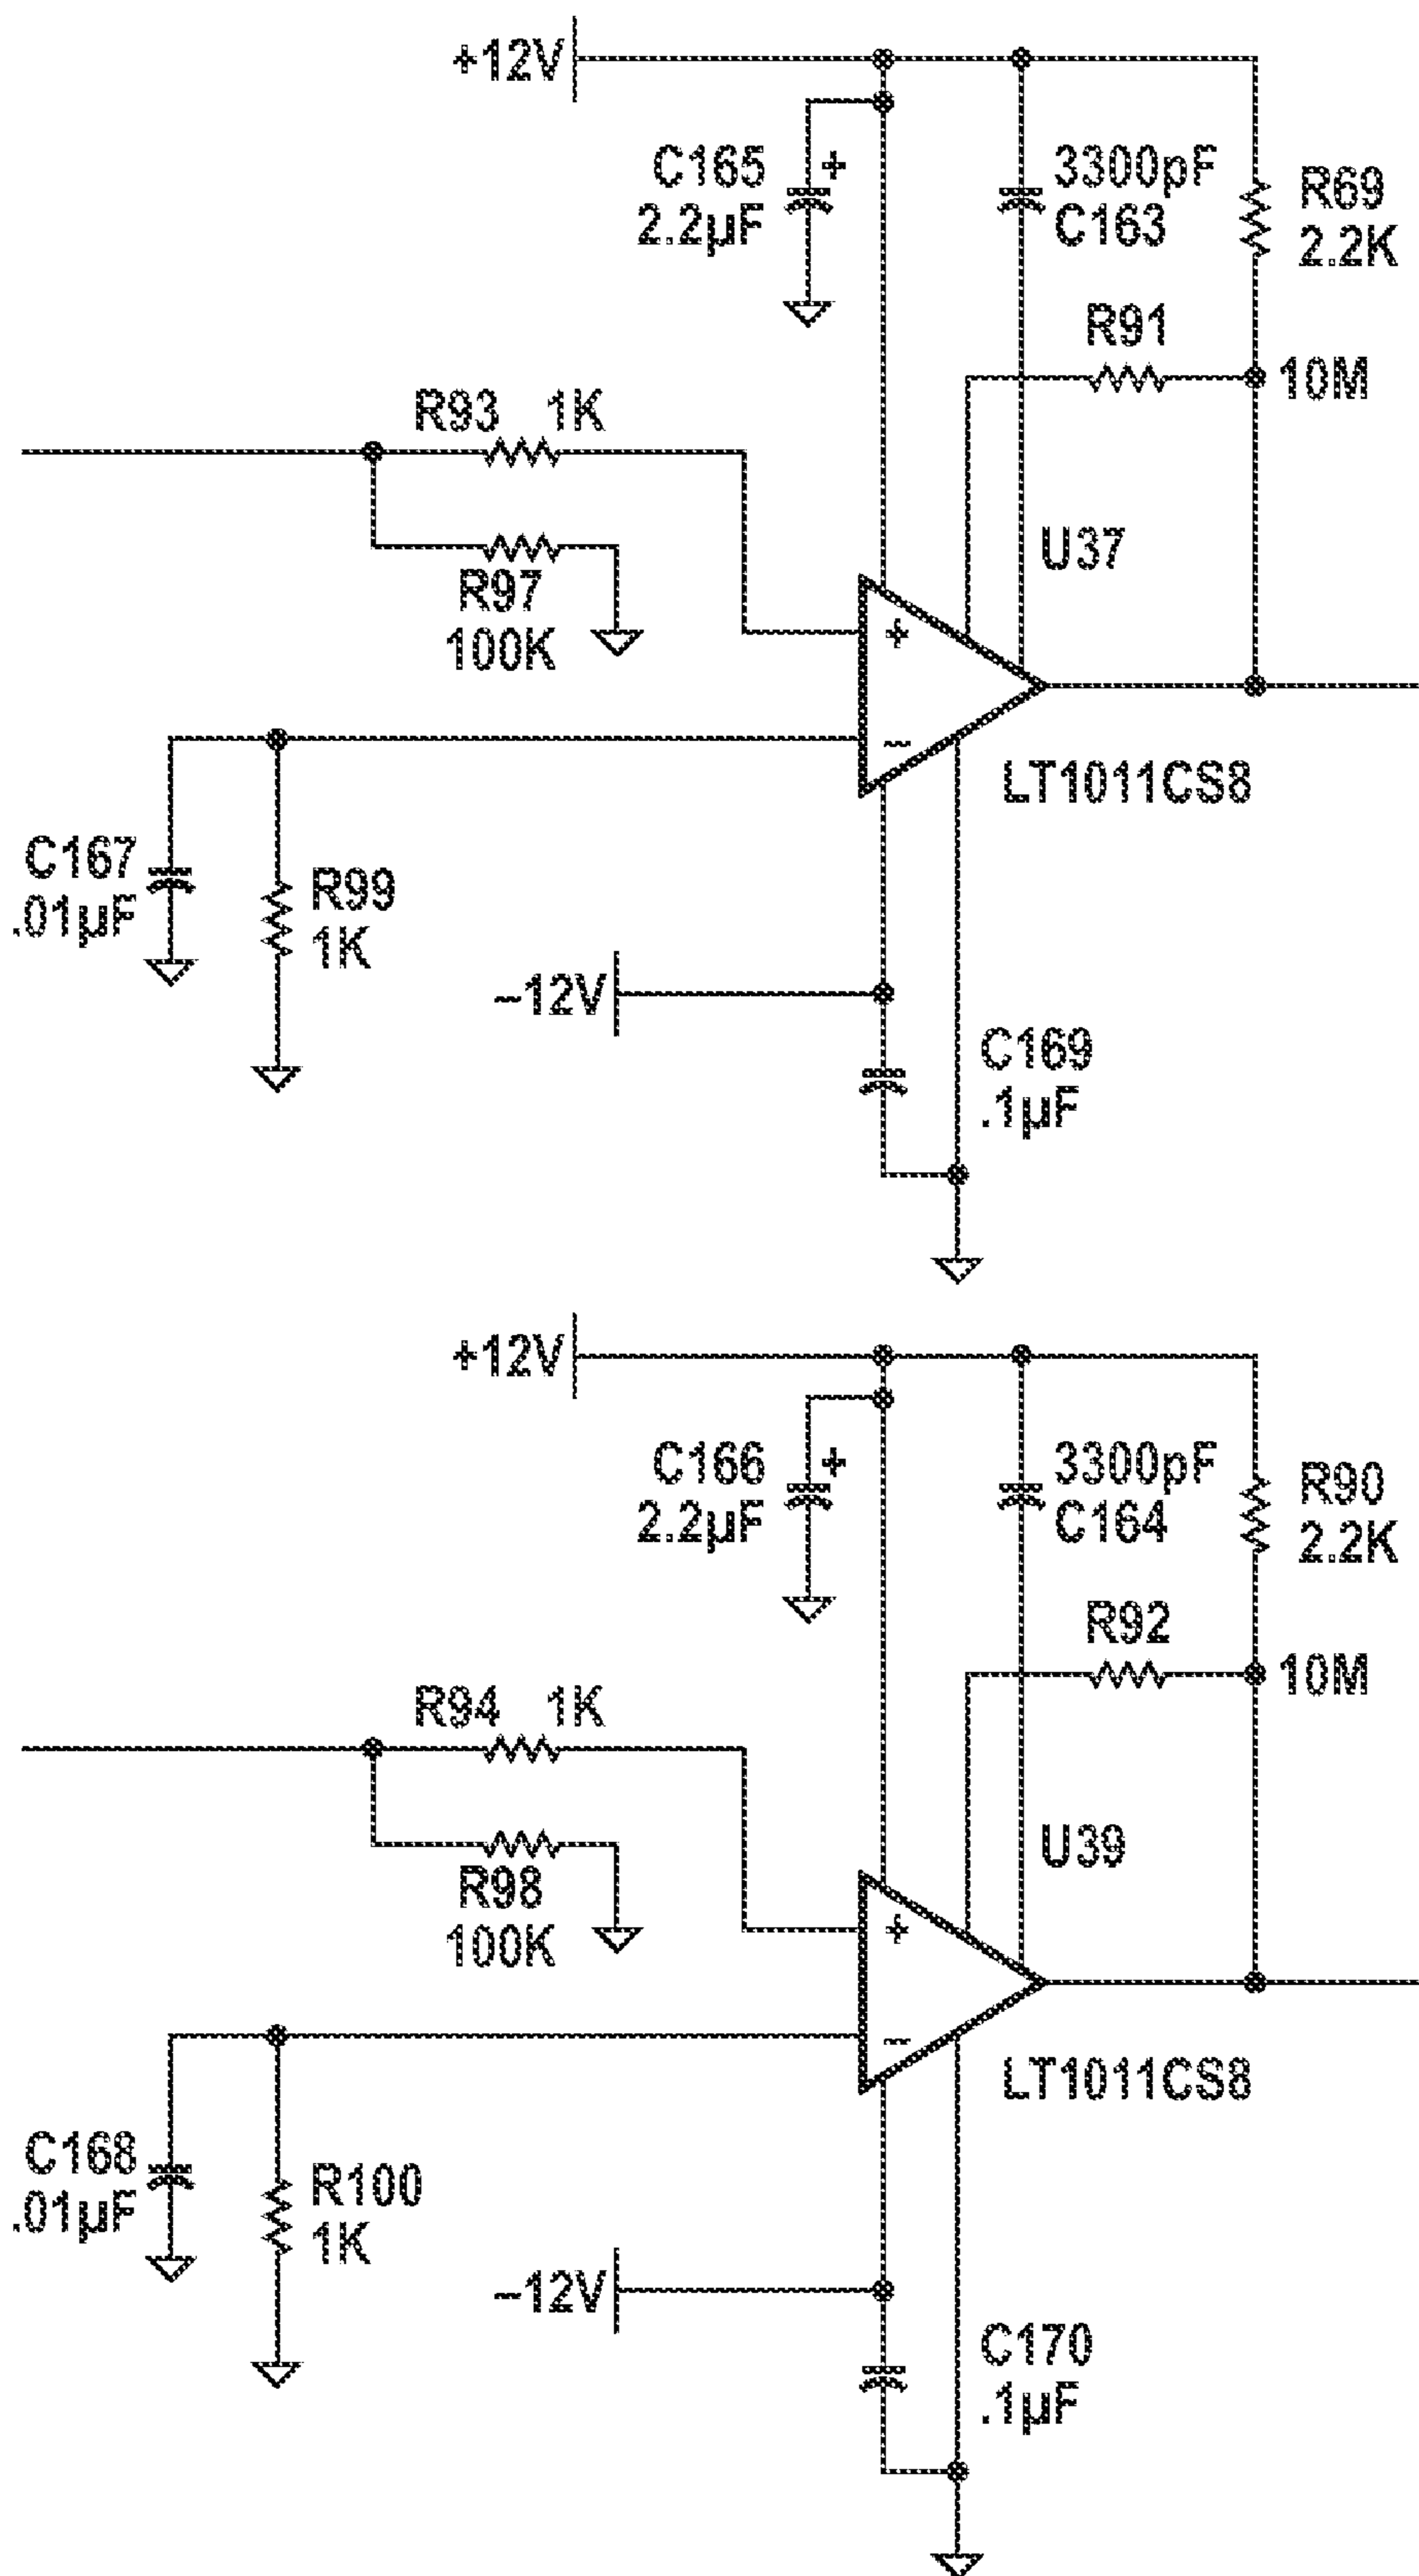 +12V
C165 +
2.2µF
3300pF
C163
R69
2.2K
R91
10M
R93 1K
R97
100K
U37
+
−
LT1011CS8
C167
.01µF
R99
1K
−12V
C169
.1µF
+12V
C166 +
2.2µF
3300pF
C164
R90
2.2K
R92
10M
R94 1K
R98
100K
U39
+
−
LT1011CS8
C168
.01µF
R100
1K
−12V
C170
.1µF